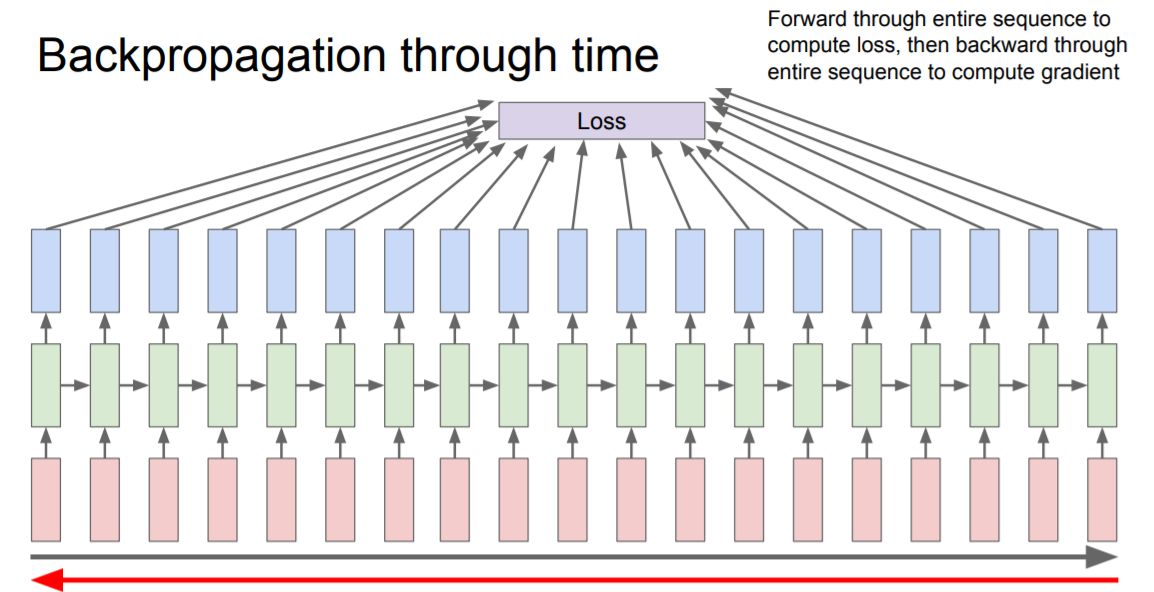 Backpropagation through time
Forward through entire sequence to
compute loss, then backward through
entire sequence to compute gradient
Loss